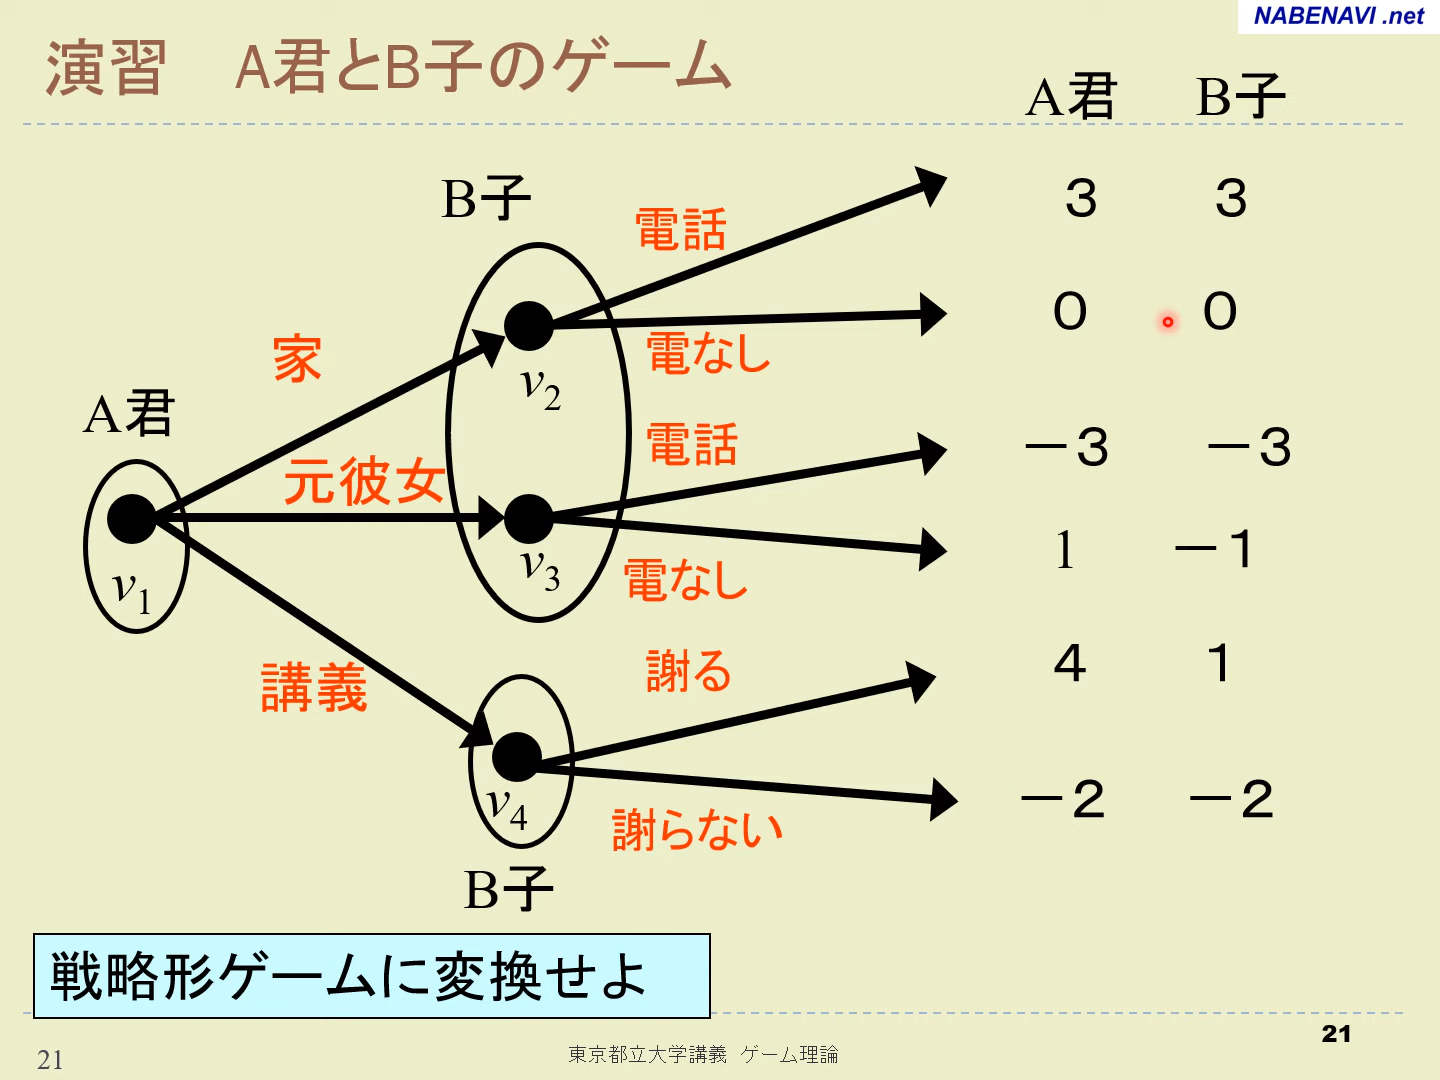 NABENAVI .net
演習　A君とB子のゲーム
A君 B子
B子
電話
3 3
電なし
0 0
家
v2
A君
電話
－3 －3
元彼女
v3
電なし
1 －1
v1
謝る
4 1
講義
v4
謝らない
－2 －2
B子
戦略形ゲームに変換せよ
21
21 東京都立大学講義　ゲーム理論